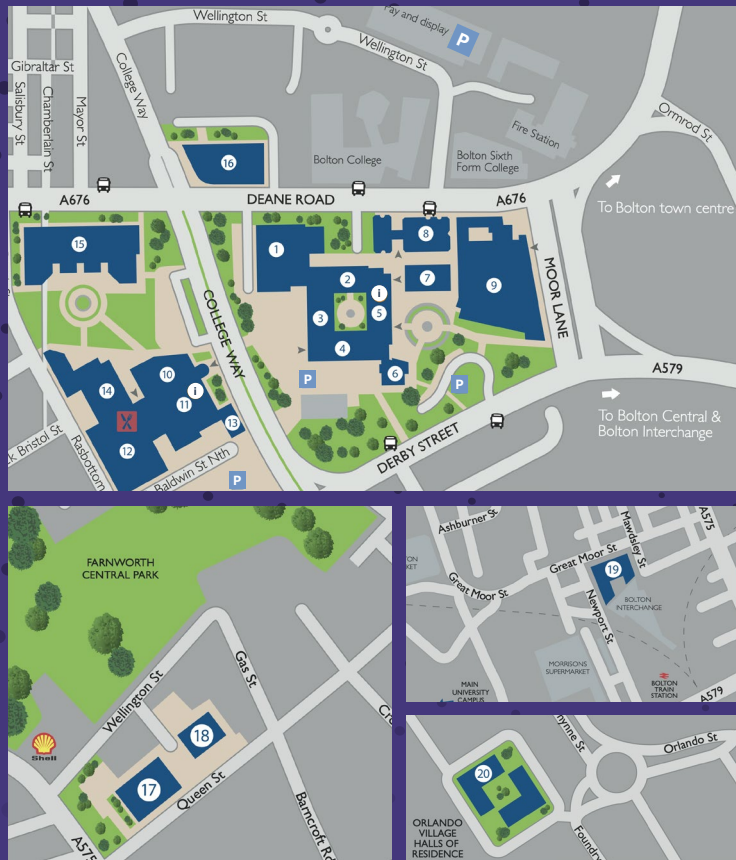 Wellington St
Pay and display
P
Wellington St
Gibraltar St
Salisbury St
Chamberlain St
Mayor St
College Way
Ormrod St
Fire Station
Bolton College
Bolton Sixth
Form College
16
A676
DEANE ROAD
A676
To Bolton town centre
15
1
8
2
7
i
9
3
5
4
6
MOOR LANE
COLLEGE WAY
P
P
A579
10
14
i
11
13
12
To Bolton Central &
Bolton Interchange
DERBY STREET
ck Bristol St
Rasbottom
Baldwin St Nth
P
FARNWORTH
CENTRAL PARK
Wellington St
Gas St
Shell
18
17
Queen St
Barncroft Rd
A575
Ashburner St
Mawdsley St
A575
Great Moor St
19
Great Moor St
BOLTON
INTERCHANGE
Newport St
MORRISONS
SUPERMARKET
MAIN
UNIVERSITY
CAMPUS
BOLTON
TRAIN
STATION
A579
Orlando St
20
ORLANDO
VILLAGE
HALLS OF
RESIDENCE